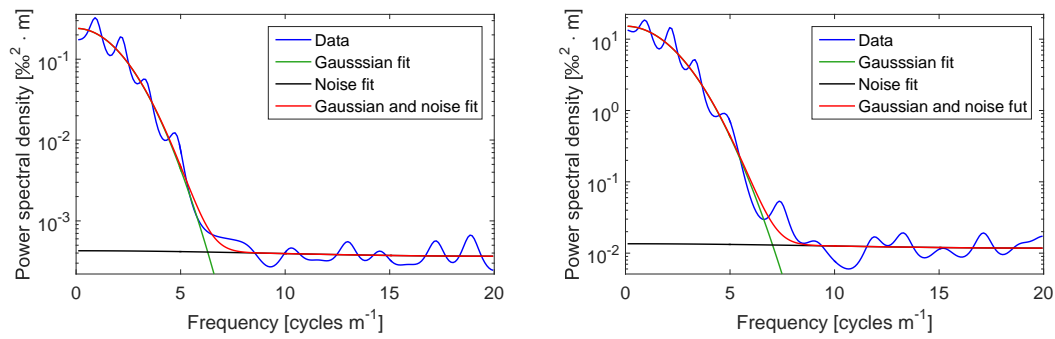 Power spectral density [‰² · m]
10⁻¹
10⁻²
10⁻³
Data
Gausssian fit
Noise fit
Gaussian and noise fit
0 5 10 15 20
Frequency [cycles m⁻¹]
Power spectral density [‰² · m]
10¹
10⁰
10⁻¹
10⁻²
Data
Gaussian fit
Noise fit
Gaussian and noise fut
0 5 10 15 20
Frequency [cycles m⁻¹]